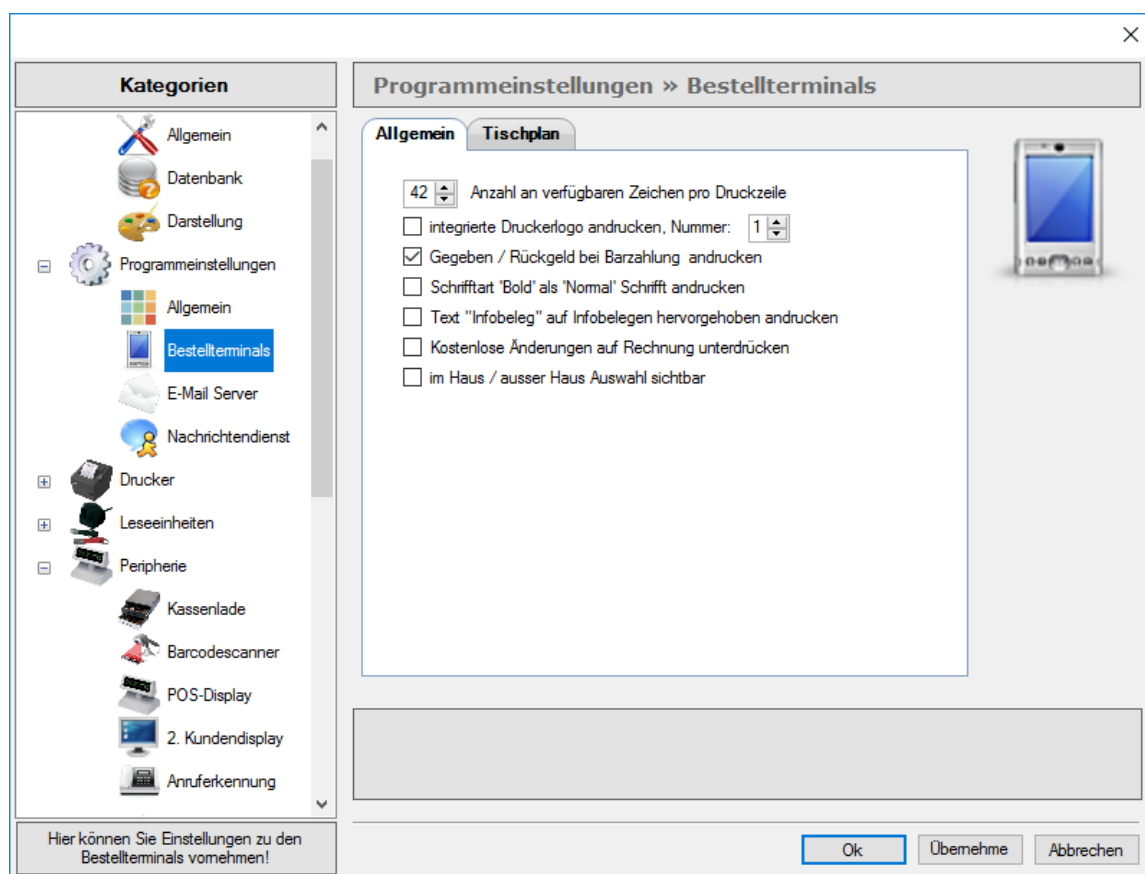 Kategorien
Allgemein
Datenbank
Darstellung
Programmeinstellungen
Allgemein
Bestellterminals
E-Mail Server
Nachrichtendienst
Drucker
Leseeinheiten
Peripherie
Kassenlade
Barcodescanner
POS-Display
2. Kundendisplay
Anruferkennung
Hier können Sie Einstellungen zu den
Bestellterminals vornehmen!
Programmeinstellungen » Bestellterminals
Allgemein Tischplan
42 Anzahl an verfügbaren Zeichen pro Druckzeile
integrierte Druckerlogo andrucken, Nummer: 1
Gegeben / Rückgeld bei Barzahlung andrucken
Schrifftart 'Bold' als 'Normal' Schrifft andrucken
Text "Infobeleg" auf Infobelegen hervorgehoben andrucken
Kostenlose Änderungen auf Rechnung unterdrücken
im Haus / ausser Haus Auswahl sichtbar
Ok Übernehme Abbrechen